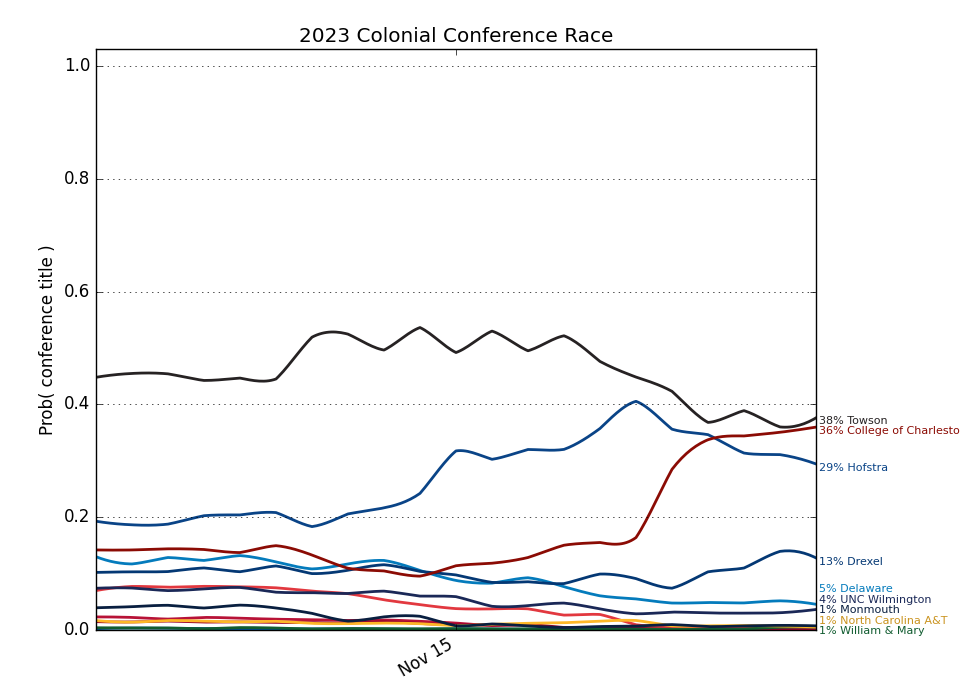 2023 Colonial Conference Race
Prob( conference title )
1.0
0.8
0.6
0.4
0.2
0.0
Nov 15
38% Towson
36% College of Charlesto
29% Hofstra
13% Drexel
5% Delaware
4% UNC Wilmington
1% Monmouth
1% North Carolina A&T
1% William & Mary